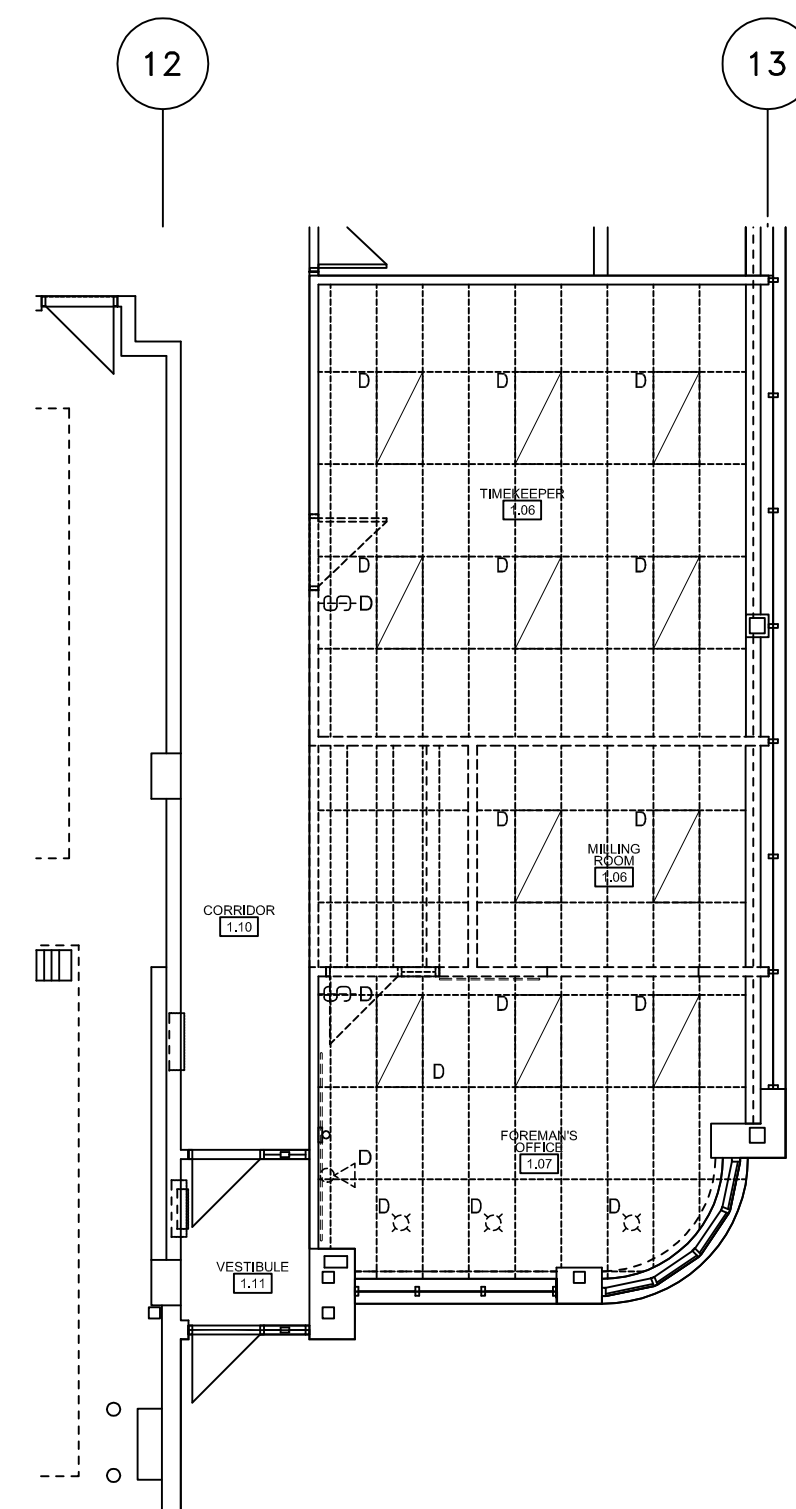 12
13
D D D
TIMEKEEPER
1.06
D D D
D
D D
MILLING
ROOM
1.06
CORRIDOR
1.10
D D D
D
FOREMAN'S
OFFICE
1.07
D
D D D
VESTIBULE
1.11